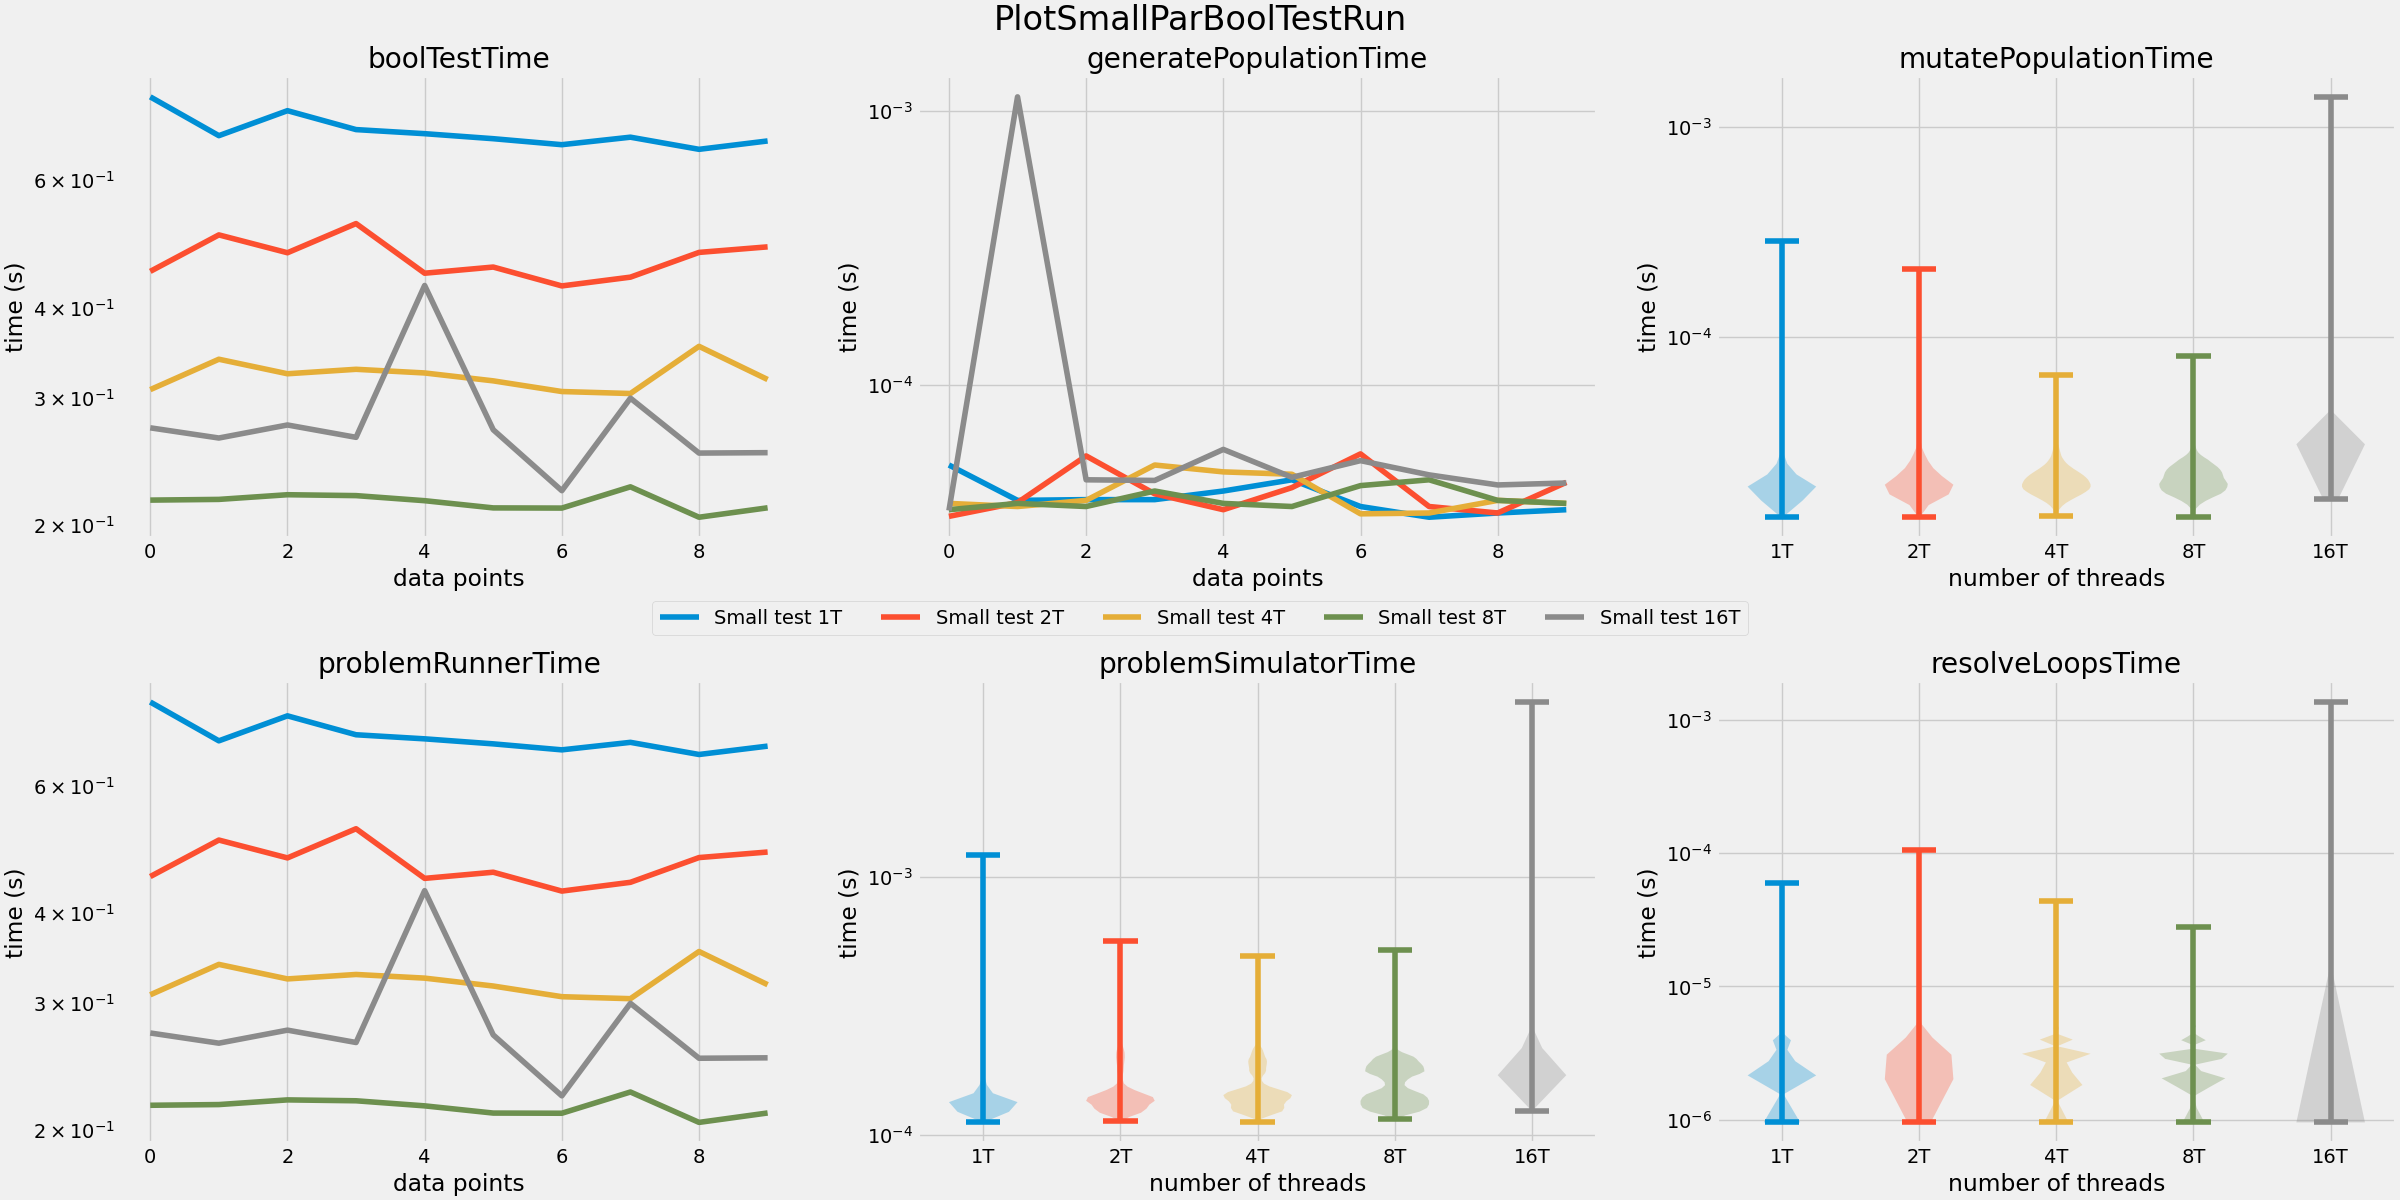 PlotSmallParBoolTestRun
boolTestTime
generatePopulationTime
mutatePopulationTime
time (s)
6 × 10⁻¹
4 × 10⁻¹
3 × 10⁻¹
2 × 10⁻¹
0 2 4 6 8
data points
time (s)
10⁻³
10⁻⁴
0 2 4 6 8
data points
time (s)
10⁻³
10⁻⁴
1T 2T 4T 8T 16T
number of threads
Small test 1T Small test 2T Small test 4T Small test 8T Small test 16T
problemRunnerTime
problemSimulatorTime
resolveLoopsTime
time (s)
6 × 10⁻¹
4 × 10⁻¹
3 × 10⁻¹
2 × 10⁻¹
0 2 4 6 8
data points
time (s)
10⁻³
10⁻⁴
1T 2T 4T 8T 16T
number of threads
time (s)
10⁻³
10⁻⁴
10⁻⁵
10⁻⁶
1T 2T 4T 8T 16T
number of threads